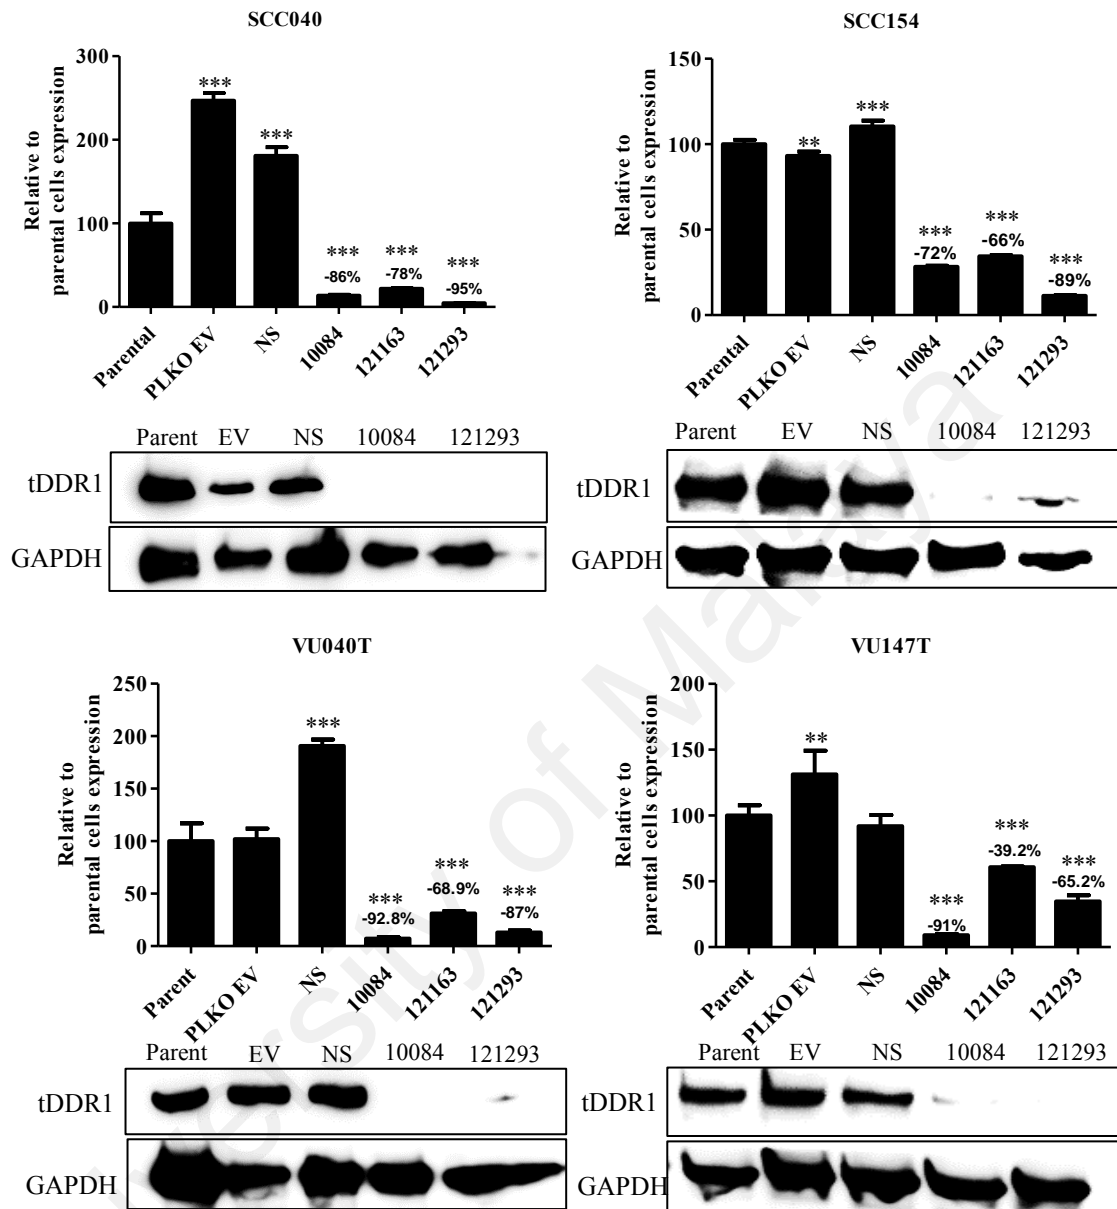 SCC040
Relative to
parental cells expression
300
200
100
0
***
***
***
-86%
***
-78%
***
-95%
Parental
PLKO EV
NS
10084
121163
121293
Parent EV NS 10084 121293
tDDR1
GAPDH
SCC154
Relative to
parental cells expression
150
100
50
0
**
***
***
-72%
***
-66%
***
-89%
Parental
PLKO EV
NS
10084
121163
121293
Parent EV NS 10084 121293
tDDR1
GAPDH
VU040T
Relative to
parental cells expression
250
200
150
100
50
0
***
***
-92.8%
***
-68.9%
***
-87%
Parent
PLKO EV
NS
10084
121163
121293
Parent EV NS 10084 121293
tDDR1
GAPDH
VU147T
Relative to
parental cells expression
200
150
100
50
0
**
***
-91%
***
-39.2%
***
-65.2%
Parent
PLKO EV
NS
10084
121163
121293
Parent EV NS 10084 121293
tDDR1
GAPDH
ersity of Malaya